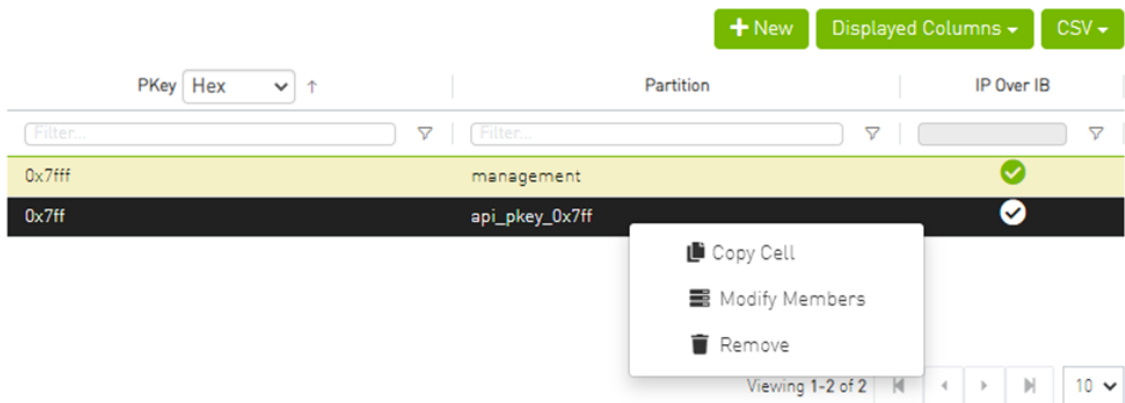 New Displayed Columns CSV
PKey Hex Partition IP Over IB
Filter... Filter...
0x7fff management
0x7ff api_pkey_0x7ff
Copy Cell
Modify Members
Remove
Viewing 1-2 of 2 10